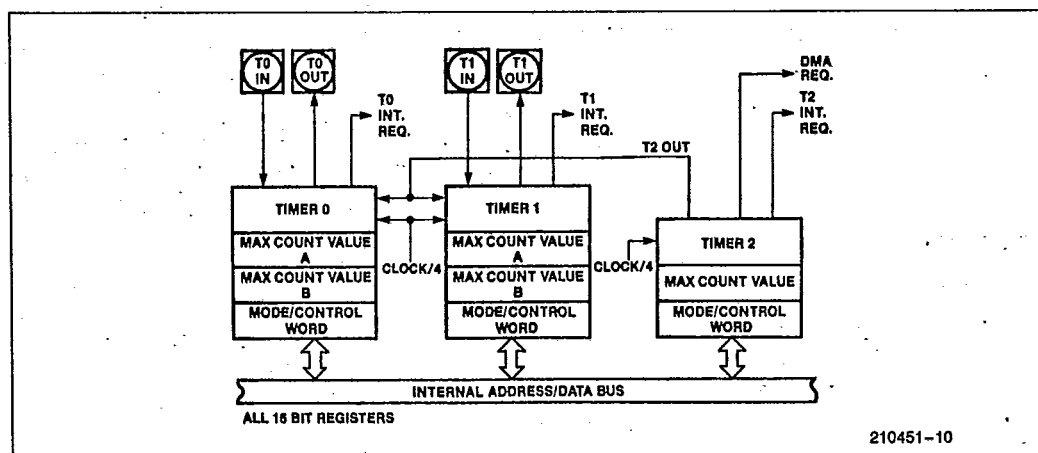 T0
IN
T0
OUT
T1
IN
T1
OUT
DMA
REQ.
T0
INT.
REQ.
T1
INT.
REQ.
T2
INT.
REQ.
T2 OUT
TIMER 0
TIMER 1
TIMER 2
MAX COUNT VALUE
A
MAX COUNT VALUE
A
CLOCK/4
CLOCK/4
MAX COUNT VALUE
B
MAX COUNT VALUE
B
MAX COUNT VALUE
MODE/CONTROL
WORD
MODE/CONTROL
WORD
MODE/CONTROL
WORD
INTERNAL ADDRESS/DATA BUS
ALL 16 BIT REGISTERS
210451-10